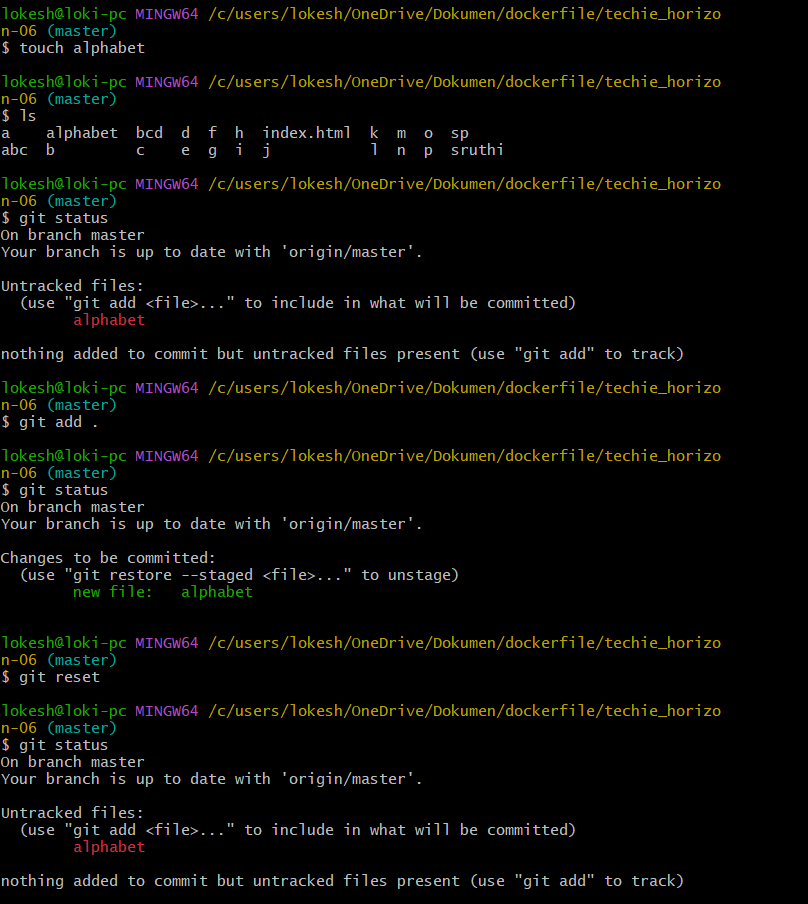 lokesh@loki-pc MINGW64 /c/users/lokesh/OneDrive/Dokumen/dockerfile/techie_horizo
n-06 (master)
$ touch alphabet
lokesh@loki-pc MINGW64 /c/users/lokesh/OneDrive/Dokumen/dockerfile/techie_horizo
n-06 (master)
$ ls
a    alphabet  bcd  d  f  h  index.html  k  m  o  sp
abc  b         c    e  g  i  j           l  n  p  sruthi
lokesh@loki-pc MINGW64 /c/users/lokesh/OneDrive/Dokumen/dockerfile/techie_horizo
n-06 (master)
$ git status
On branch master
Your branch is up to date with 'origin/master'.
Untracked files:
  (use "git add <file>..." to include in what will be committed)
        alphabet
nothing added to commit but untracked files present (use "git add" to track)
lokesh@loki-pc MINGW64 /c/users/lokesh/OneDrive/Dokumen/dockerfile/techie_horizo
n-06 (master)
$ git add .
lokesh@loki-pc MINGW64 /c/users/lokesh/OneDrive/Dokumen/dockerfile/techie_horizo
n-06 (master)
$ git status
On branch master
Your branch is up to date with 'origin/master'.
Changes to be committed:
  (use "git restore --staged <file>..." to unstage)
        new file:   alphabet
lokesh@loki-pc MINGW64 /c/users/lokesh/OneDrive/Dokumen/dockerfile/techie_horizo
n-06 (master)
$ git reset
lokesh@loki-pc MINGW64 /c/users/lokesh/OneDrive/Dokumen/dockerfile/techie_horizo
n-06 (master)
$ git status
On branch master
Your branch is up to date with 'origin/master'.
Untracked files:
  (use "git add <file>..." to include in what will be committed)
        alphabet
nothing added to commit but untracked files present (use "git add" to track)